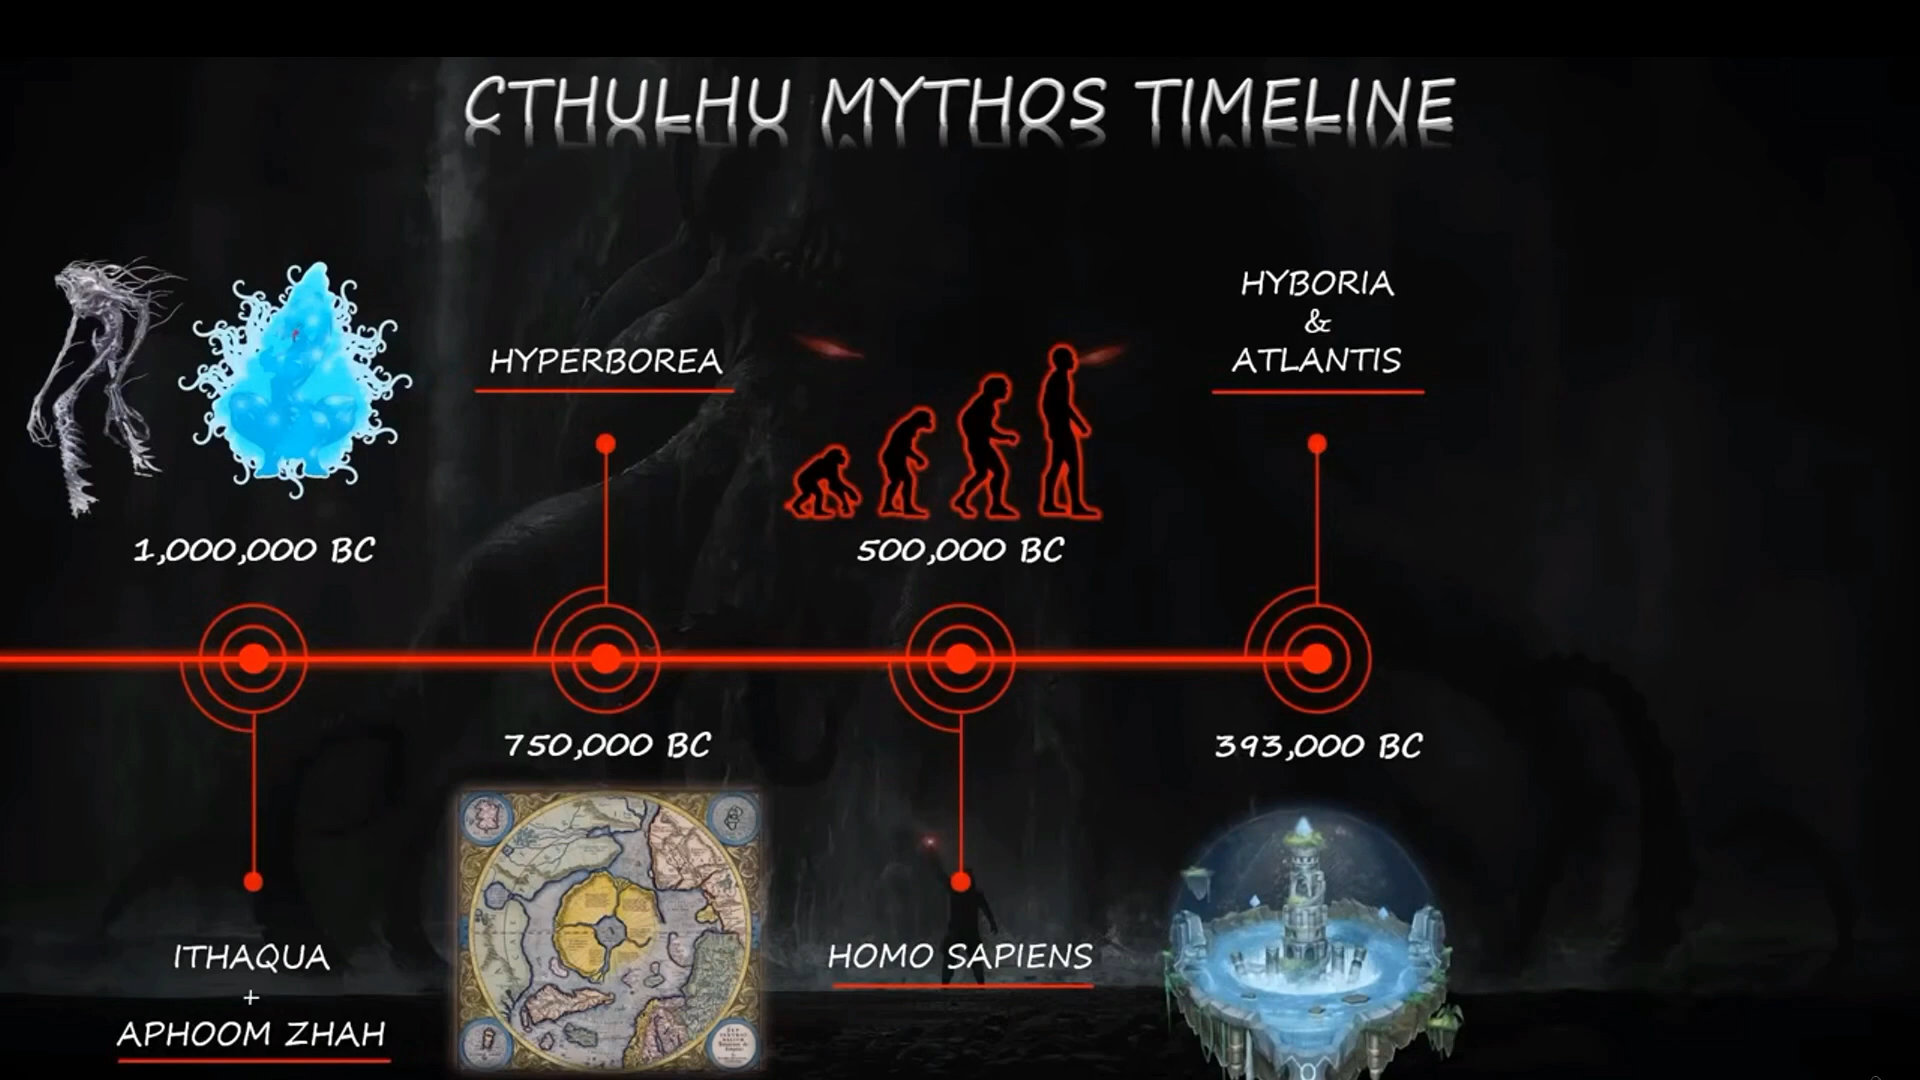 CTHULHU MYTHOS TIMELINE
1,000,000 BC
ITHAQUA
+
APHOOM ZHAH
HYPERBOREA
750,000 BC
500,000 BC
HOMO SAPIENS
HYBORIA
&
ATLANTIS
393,000 BC